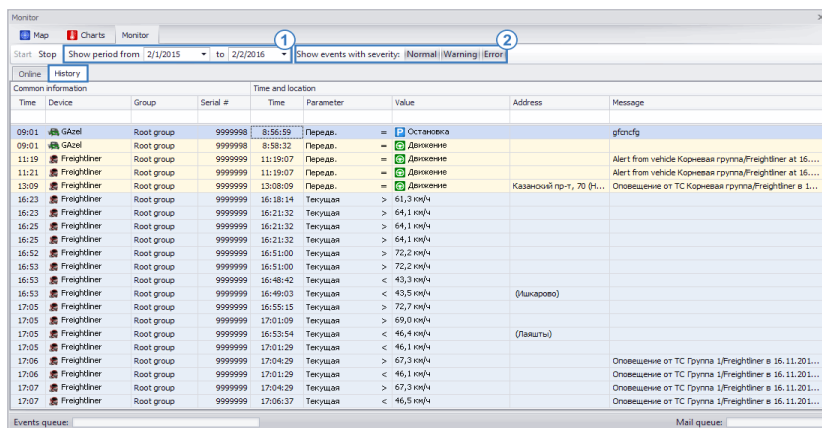 Monitor
Map Charts Monitor
1 2
Start Stop Show period from 2/1/2015 to 2/2/2016 Show events with severity: Normal Warning Error
Online History
Common information Time and location
Time Device Group Serial # Time Parameter Value Address Message
09:01 GAzel Root group 9999998 8:56:59 Передв. = P Остановка gfcncfg
09:01 GAzel Root group 9999998 8:58:32 Передв. = Движение
11:19 Freightliner Root group 9999999 11:19:07 Передв. = Движение Alert from vehicle Корневая группа/Freightliner at 16....
11:21 Freightliner Root group 9999999 11:19:07 Передв. = Движение Alert from vehicle Корневая группа/Freightliner at 16....
13:09 Freightliner Root group 9999999 13:08:09 Передв. = Движение Казанский пр-т, 70 (Н... Оповещение от ТС Корневая группа/Freightliner в 1...
16:23 Freightliner Root group 9999999 16:18:14 Текущая > 61,3 км/ч
16:23 Freightliner Root group 9999999 16:21:32 Текущая > 64,1 км/ч
16:25 Freightliner Root group 9999999 16:21:32 Текущая > 64,1 км/ч
16:25 Freightliner Root group 9999999 16:21:32 Текущая > 64,1 км/ч
16:52 Freightliner Root group 9999999 16:51:00 Текущая > 72,2 км/ч
16:53 Freightliner Root group 9999999 16:51:00 Текущая > 72,2 км/ч
16:53 Freightliner Root group 9999999 16:48:42 Текущая < 43,3 км/ч
16:53 Freightliner Root group 9999999 16:49:03 Текущая < 43,5 км/ч (Ишкарово)
17:05 Freightliner Root group 9999999 16:55:15 Текущая > 72,7 км/ч
17:05 Freightliner Root group 9999999 17:01:09 Текущая > 69,0 км/ч
17:05 Freightliner Root group 9999999 16:53:54 Текущая < 46,4 км/ч (Лаяшты)
17:05 Freightliner Root group 9999999 17:01:29 Текущая < 46,1 км/ч
17:06 Freightliner Root group 9999999 17:04:29 Текущая > 67,3 км/ч Оповещение от ТС Группа 1/Freightliner в 16.11.201...
17:06 Freightliner Root group 9999999 17:01:29 Текущая < 46,1 км/ч Оповещение от ТС Группа 1/Freightliner в 16.11.201...
17:07 Freightliner Root group 9999999 17:04:29 Текущая > 67,3 км/ч Оповещение от ТС Группа 1/Freightliner в 16.11.201...
17:07 Freightliner Root group 9999999 17:06:37 Текущая < 46,5 км/ч Оповещение от ТС Группа 1/Freightliner в 16.11.201...
Events queue: Mail queue: